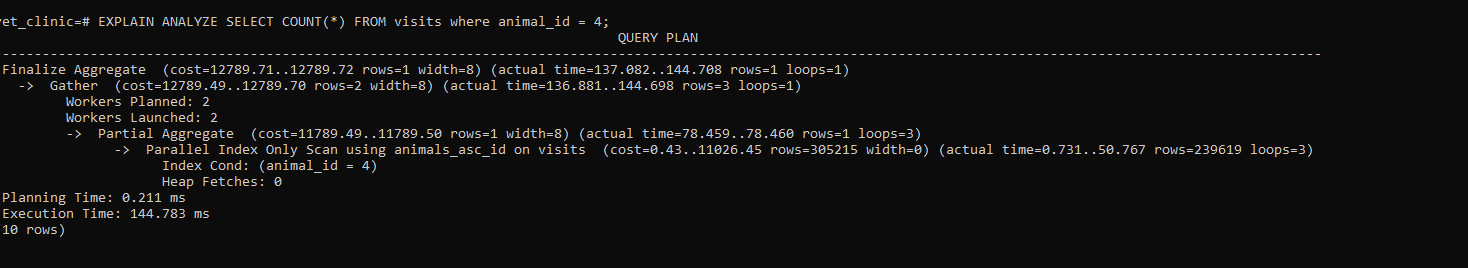 vet_clinic=# EXPLAIN ANALYZE SELECT COUNT(*) FROM visits where animal_id = 4;
QUERY PLAN
-----------------------------------------------------------------------------------------------------------------------------------------------------------------
Finalize Aggregate  (cost=12789.71..12789.72 rows=1 width=8) (actual time=137.082..144.708 rows=1 loops=1)
  ->  Gather  (cost=12789.49..12789.70 rows=2 width=8) (actual time=136.881..144.698 rows=3 loops=1)
        Workers Planned: 2
        Workers Launched: 2
        ->  Partial Aggregate  (cost=11789.49..11789.50 rows=1 width=8) (actual time=78.459..78.460 rows=1 loops=3)
              ->  Parallel Index Only Scan using animals_asc_id on visits  (cost=0.43..11026.45 rows=305215 width=0) (actual time=0.731..50.767 rows=239619 loops=3)
                    Index Cond: (animal_id = 4)
                    Heap Fetches: 0
Planning Time: 0.211 ms
Execution Time: 144.783 ms
10 rows)